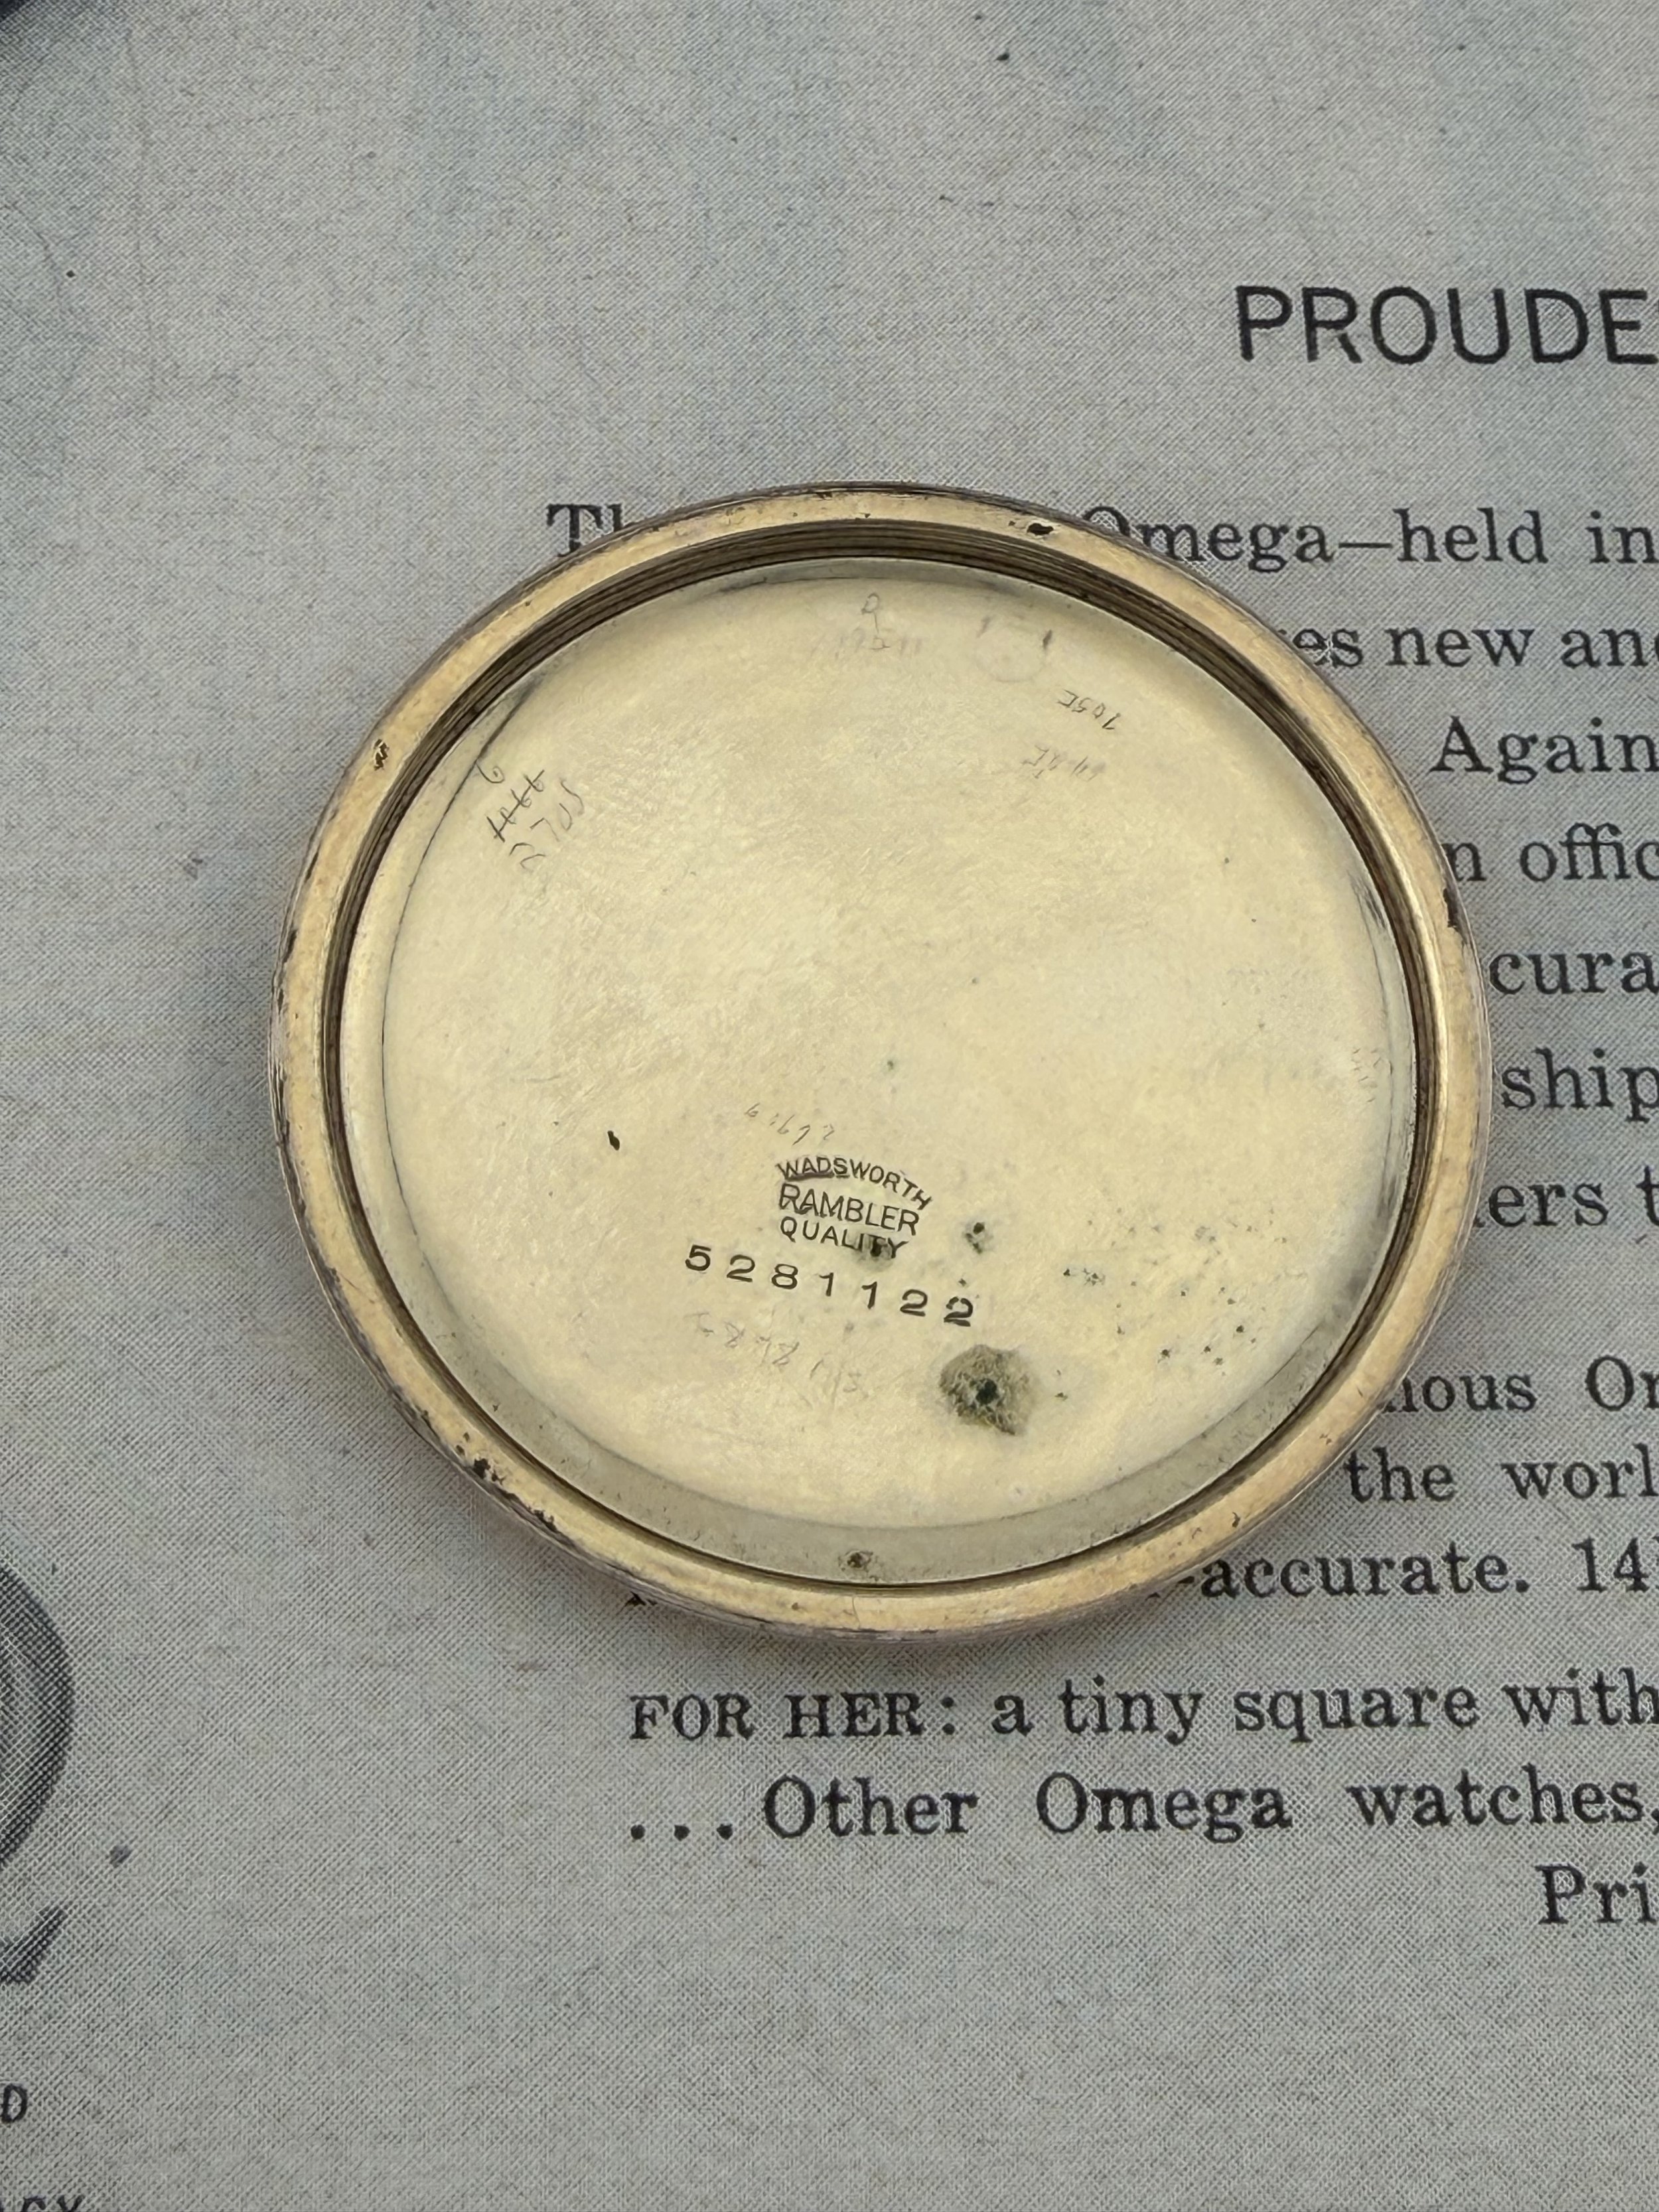 PROUDE
Omega—held in
es new and
Again
n offic
cura
ship
ers t
nous Or
the worl
-accurate. 14
FOR HER: a tiny square with
...Other Omega watches,
Pri
D
WADSWORTH
RAMBLER
QUALITY
5281122